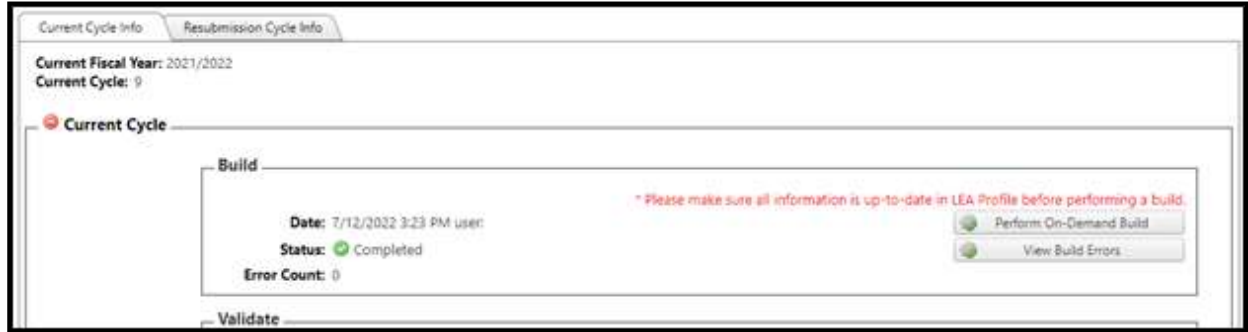 Current Cycle Info Resubmission Cycle Info
Current Fiscal Year: 2021/2022
Current Cycle: 9
Current Cycle
Build
* Please make sure all information is up-to-date in LEA Profile before performing a build.
Date: 7/12/2022 3:23 PM user: Perform On-Demand Build
Status: Completed View Build Errors
Error Count: 0
Validate